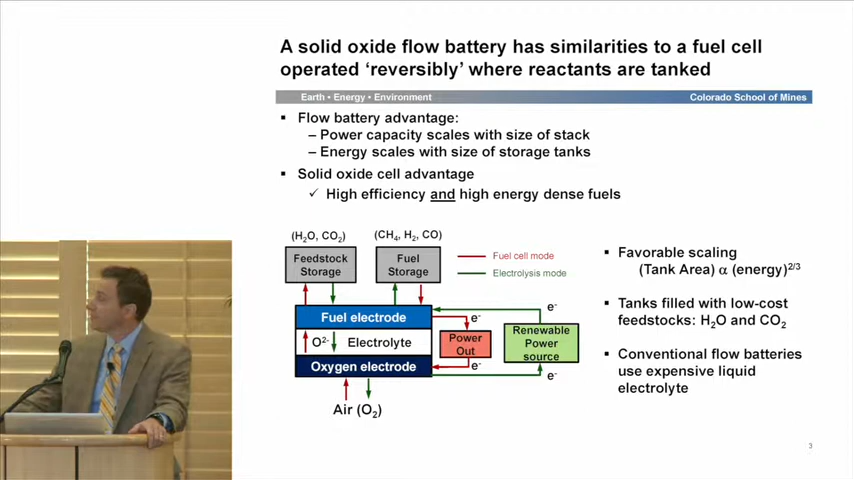 A solid oxide flow battery has similarities to a fuel cell
operated ‘reversibly’ where reactants are tanked
Earth • Energy • Environment
Colorado School of Mines
▪ Flow battery advantage:
– Power capacity scales with size of stack
– Energy scales with size of storage tanks
▪ Solid oxide cell advantage
✓ High efficiency and high energy dense fuels
(H₂O, CO₂)
(CH₄, H₂, CO)
Feedstock
Storage
Fuel
Storage
Fuel cell mode
Electrolysis mode
Fuel electrode
O²⁻
Electrolyte
Oxygen electrode
Air (O₂)
e⁻
Power
Out
e⁻
e⁻
Renewable
Power
source
e⁻
▪ Favorable scaling
(Tank Area) α (energy)²/³
▪ Tanks filled with low-cost
feedstocks: H₂O and CO₂
▪ Conventional flow batteries
use expensive liquid
electrolyte
3